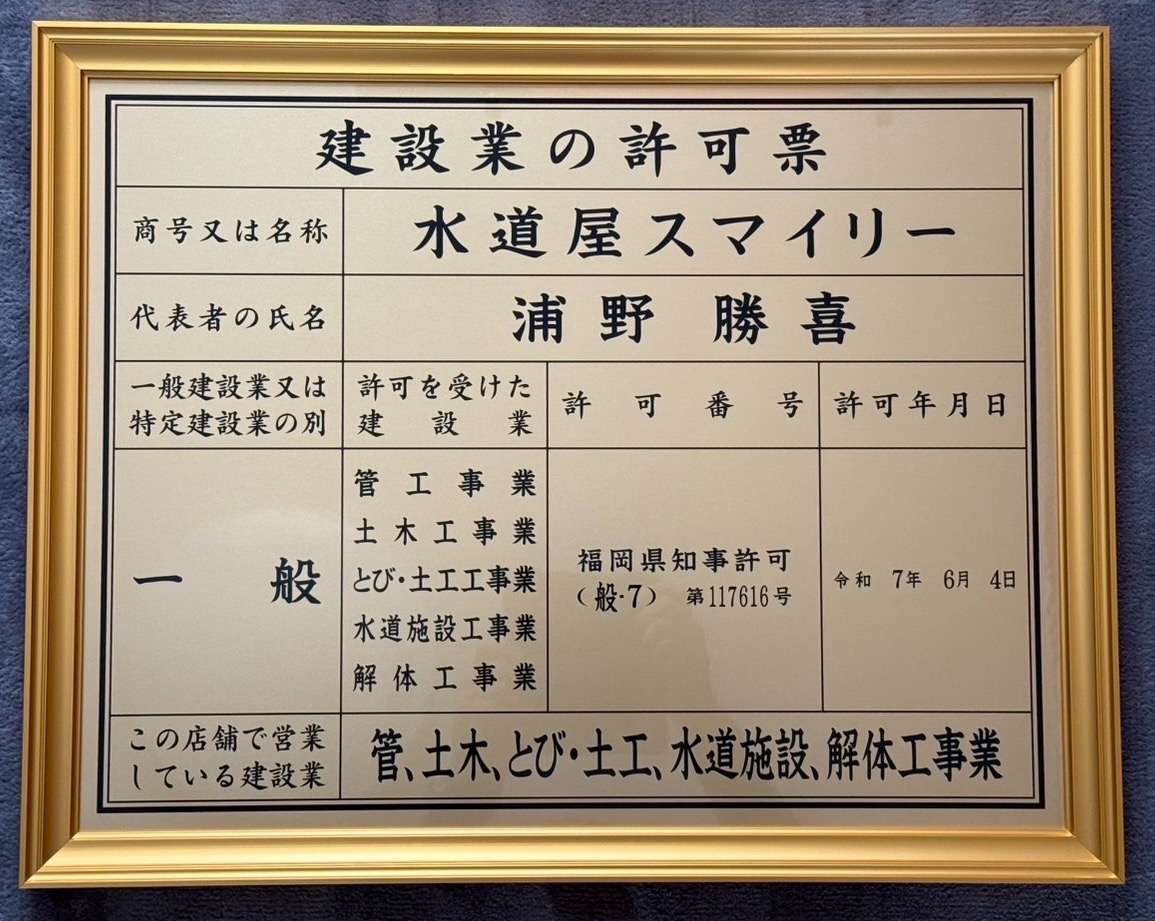 建設業の許可票
商号又は名称
水道屋スマイリー
代表者の氏名
浦野 勝喜
一般建設業又は
特定建設業の別
許可を受けた
建設業
許可番号
許可年月日
一般
管工事業
土木工事業
とび・土工工事業
水道施設工事業
解体工事業
福岡県知事許可
(般-7) 第117616号
令和 7年 6月 4日
この店舗で営業
している建設業
管、土木、とび・土工、水道施設、解体工事業